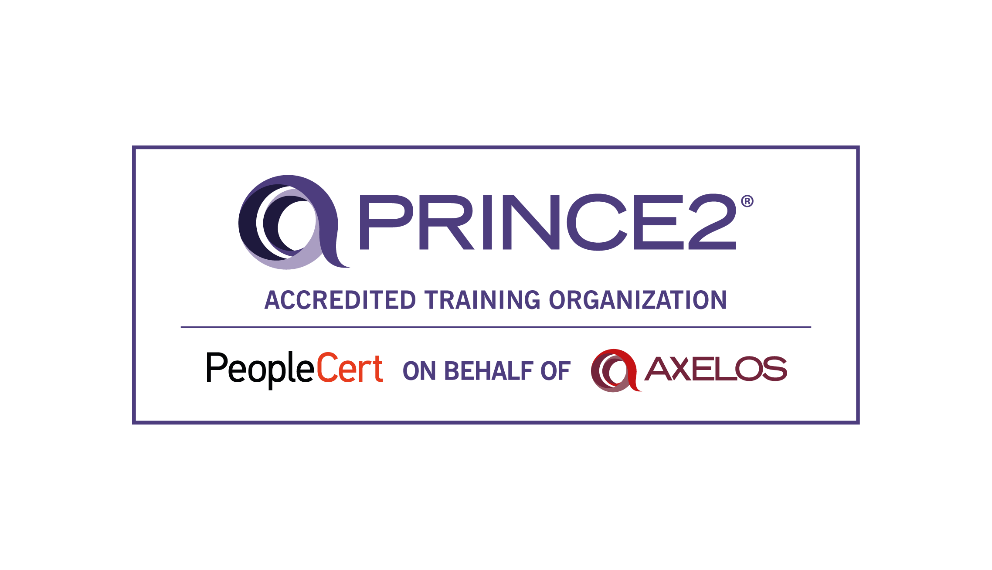 PRINCE2®
ACCREDITED TRAINING ORGANIZATION
PeopleCert ON BEHALF OF AXELOS